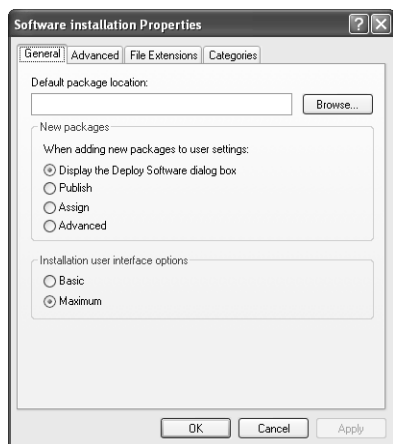 Software installation Properties
General Advanced File Extensions Categories
Default package location:
Browse...
New packages
When adding new packages to user settings:
Display the Deploy Software dialog box
Publish
Assign
Advanced
Installation user interface options
Basic
Maximum
OK Cancel Apply